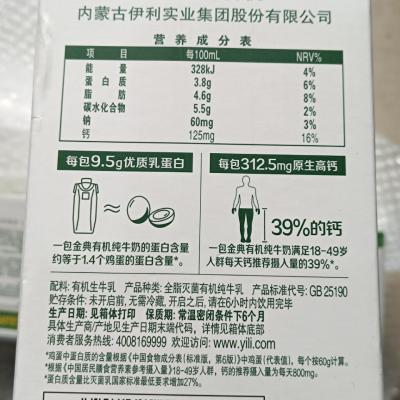 内蒙古伊利实业集团股份有限公司
营养成分表
项 目 每100mL NRV%
能 量 328kJ 4%
蛋 白 质 3.8g 6%
脂 肪 4.6g 8%
碳水化合物 5.5g 2%
钠 60mg 3%
钙 125mg 16%
每包9.5g优质乳蛋白
每包312.5mg原生高钙
≈
39%的钙
一包金典有机纯牛奶的蛋白含量
约等于1.4个鸡蛋的蛋白含量*。
一包金典有机纯牛奶满足18-49岁
人群每天钙推荐摄入量的39%*。
配料: 有机生牛乳 产品种类: 全脂灭菌有机纯牛乳 产品标准代号: GB 25190
贮存条件: 未开启前,无需冷藏,开启之后,请在6小时内饮用完毕
生产日期: 见箱体打印 保质期: 常温密闭条件下6个月
具体生产商/产地见生产日期末端代码,详情见箱体底部
消费者服务热线: 4008169999 欢迎访问: www.yili.com
*鸡蛋中蛋白质的含量根据《中国食物成分表(标准版,第6版)》中鸡蛋(代表值),每个按60g计算。
*根据《中国居民膳食营养素参考摄入量》18-49岁人群,钙的推荐摄入量为每天800mg。
*蛋白质含量比灭菌乳国家标准最低要求增加27%。